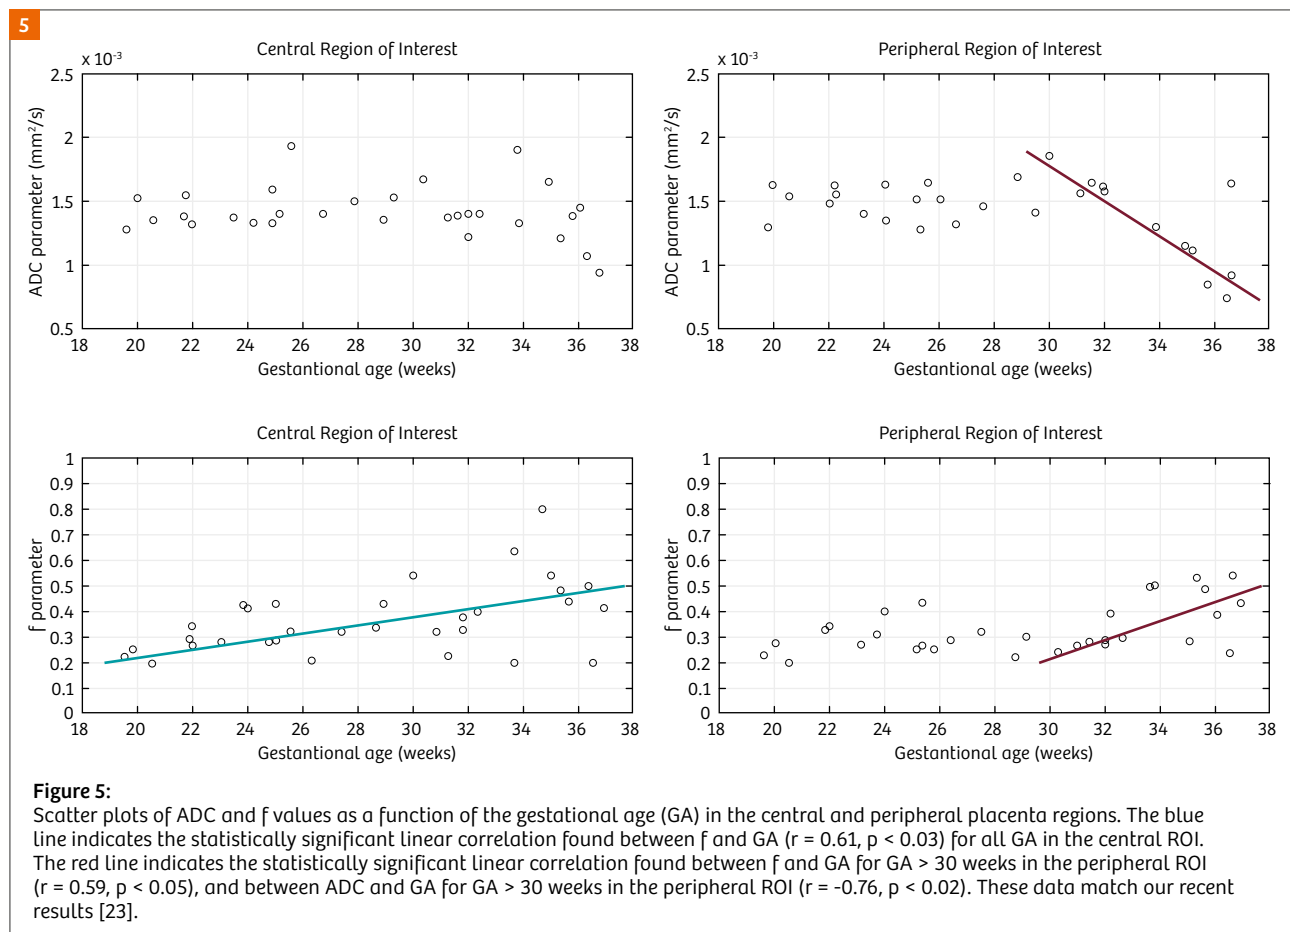 5
Central Region of Interest
x 10-3
2.5
2
1.5
1
0.5
ADC parameter (mm2/s)
18 20 22 24 26 28 30 32 34 36 38
Gestantional age (weeks)
Peripheral Region of Interest
x 10-3
2.5
2
1.5
1
0.5
ADC parameter (mm2/s)
18 20 22 24 26 28 30 32 34 36 38
Gestantional age (weeks)
Central Region of Interest
1
0.9
0.8
0.7
0.6
0.5
0.4
0.3
0.2
0.1
0
f parameter
18 20 22 24 26 28 30 32 34 36 38
Gestantional age (weeks)
Peripheral Region of Interest
1
0.9
0.8
0.7
0.6
0.5
0.4
0.3
0.2
0.1
0
f parameter
18 20 22 24 26 28 30 32 34 36 38
Gestantional age (weeks)
Figure 5:
Scatter plots of ADC and f values as a function of the gestational age (GA) in the central and peripheral placenta regions. The blue
line indicates the statistically significant linear correlation found between f and GA (r = 0.61, p < 0.03) for all GA in the central ROI.
The red line indicates the statistically significant linear correlation found between f and GA for GA > 30 weeks in the peripheral ROI
(r = 0.59, p < 0.05), and between ADC and GA for GA > 30 weeks in the peripheral ROI (r = -0.76, p < 0.02). These data match our recent
results [23].